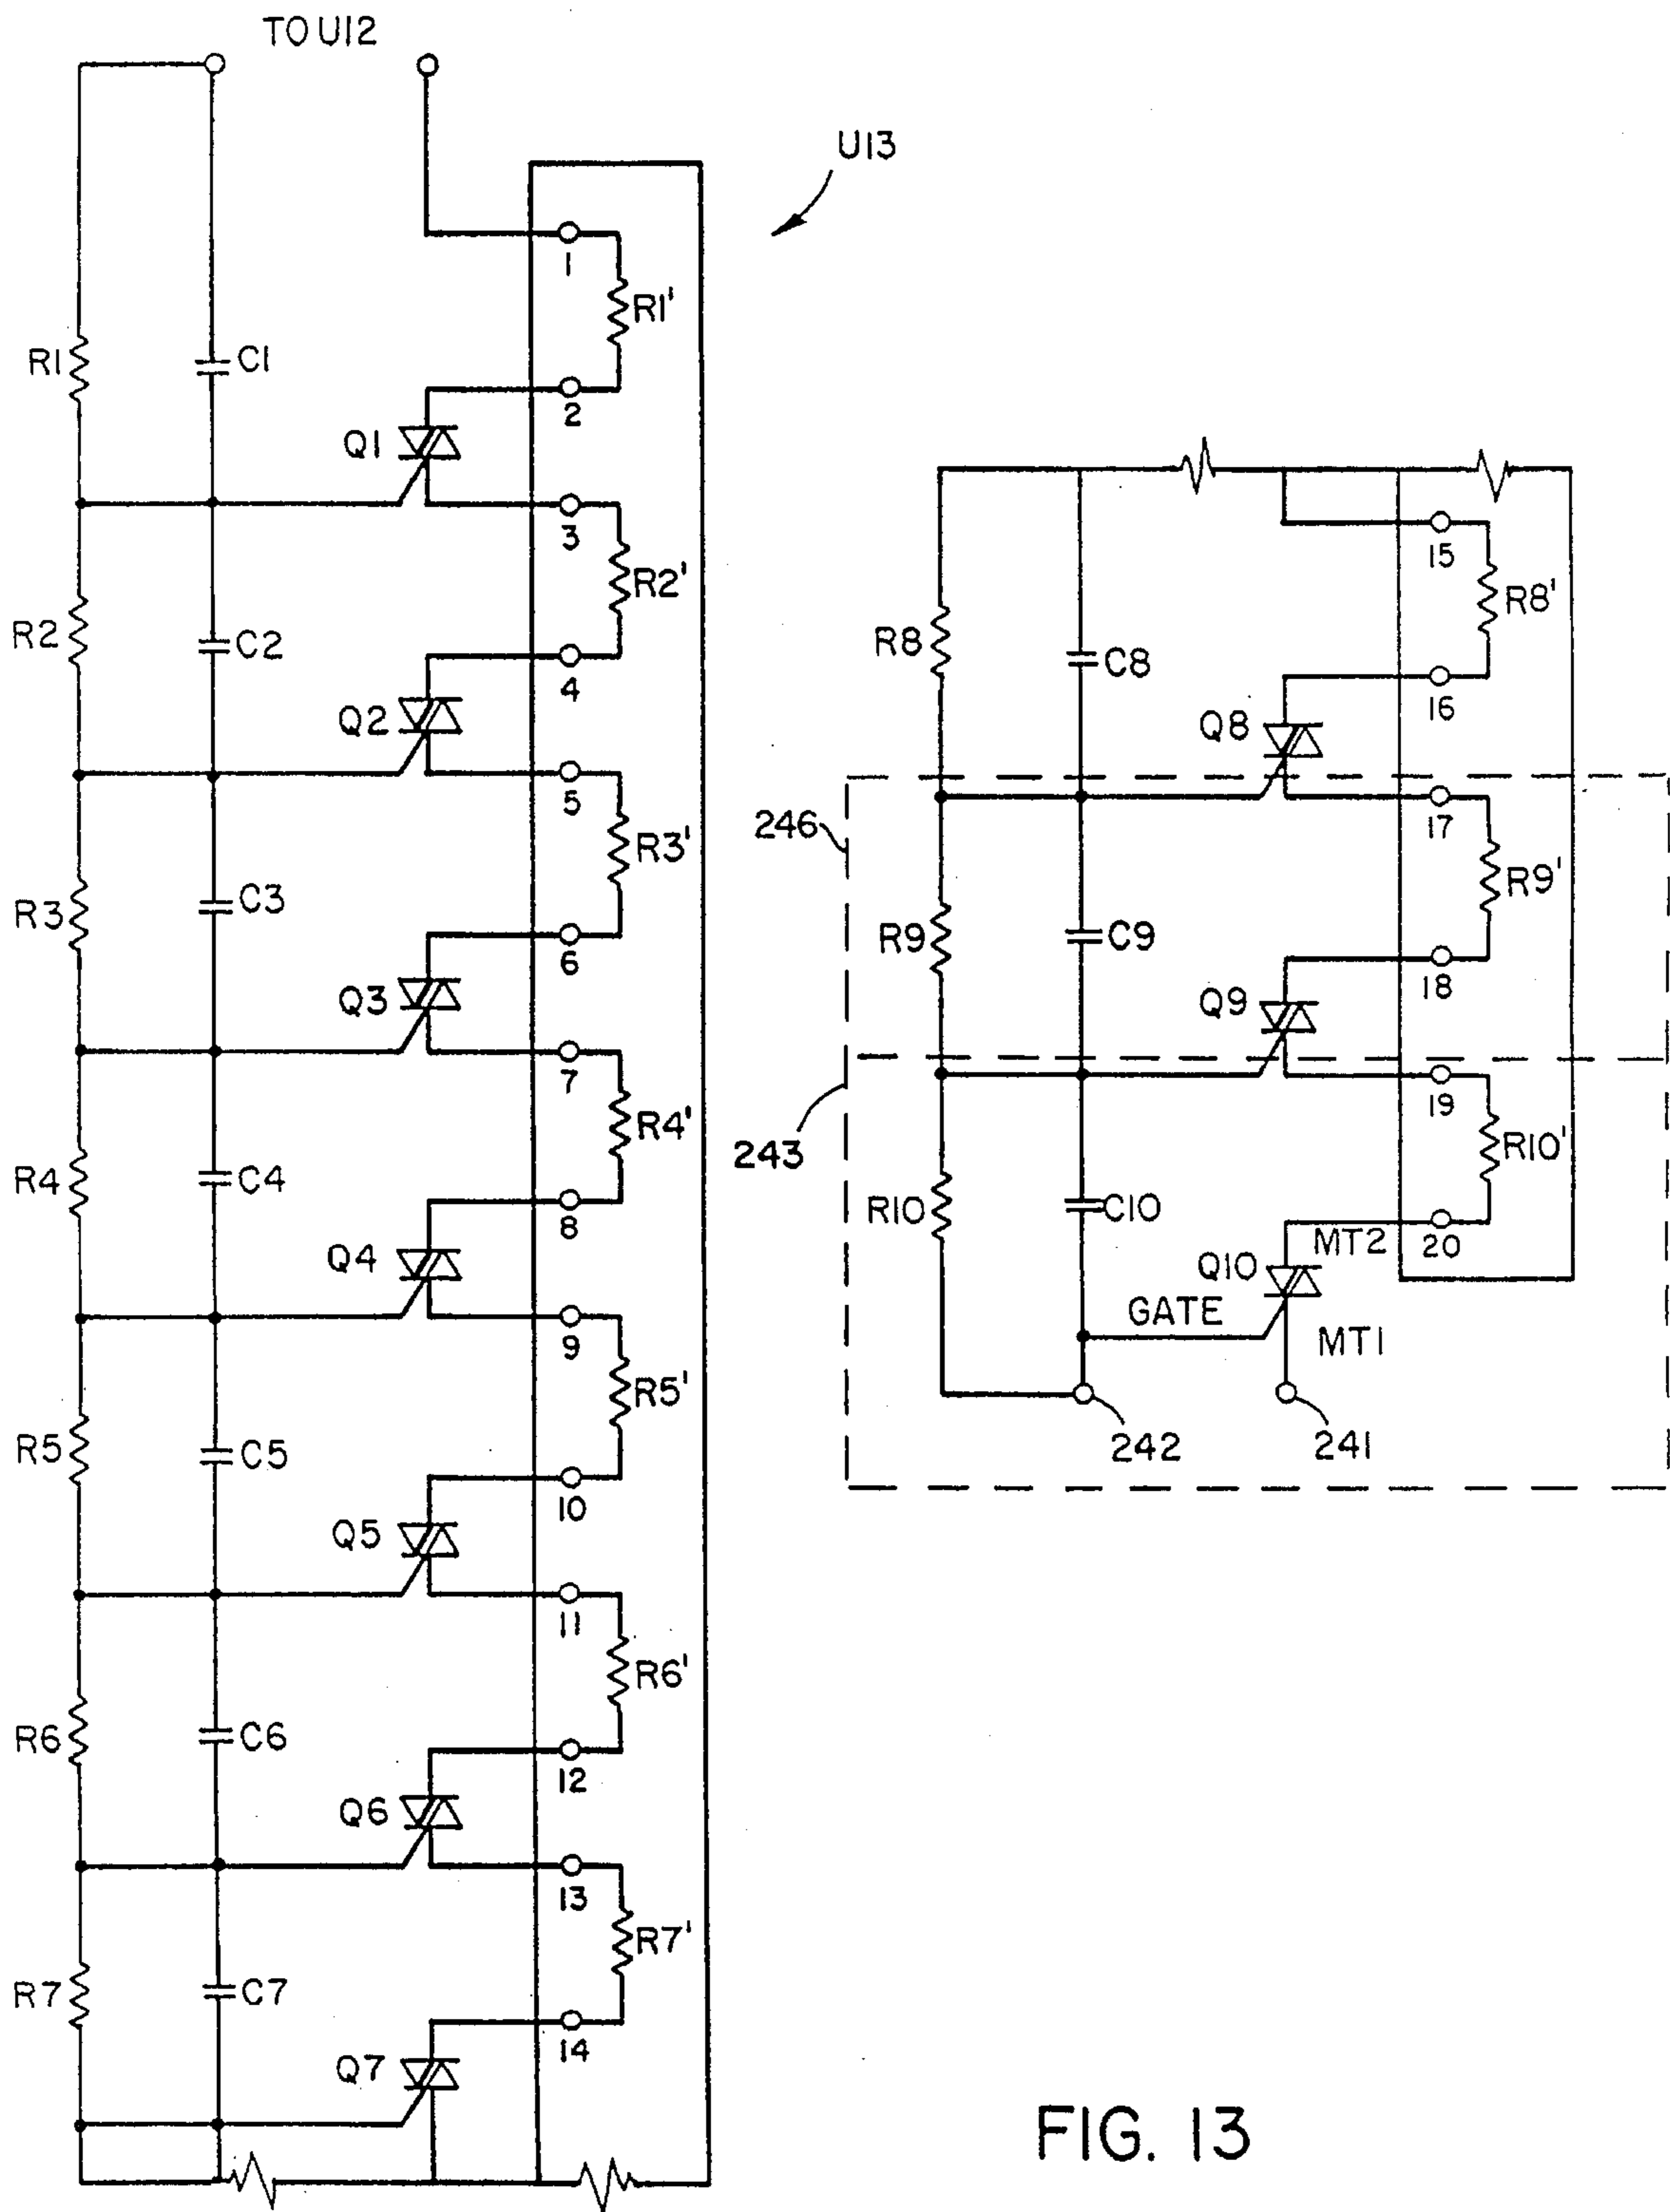 TO U12
U13
1
R1'
R1
C1
2
Q1
3
R2'
R2
C2
4
Q2
5
R3'
R3
C3
6
Q3
7
R4'
R4
C4
8
Q4
9
R5'
R5
C5
10
Q5
11
R6'
R6
C6
12
Q6
13
R7'
R7
C7
14
Q7
15
R8'
R8
C8
16
Q8
246
17
R9'
R9
C9
18
Q9
243
19
R10'
R10
C10
MT2
20
Q10
GATE
MT1
242
241
FIG. 13